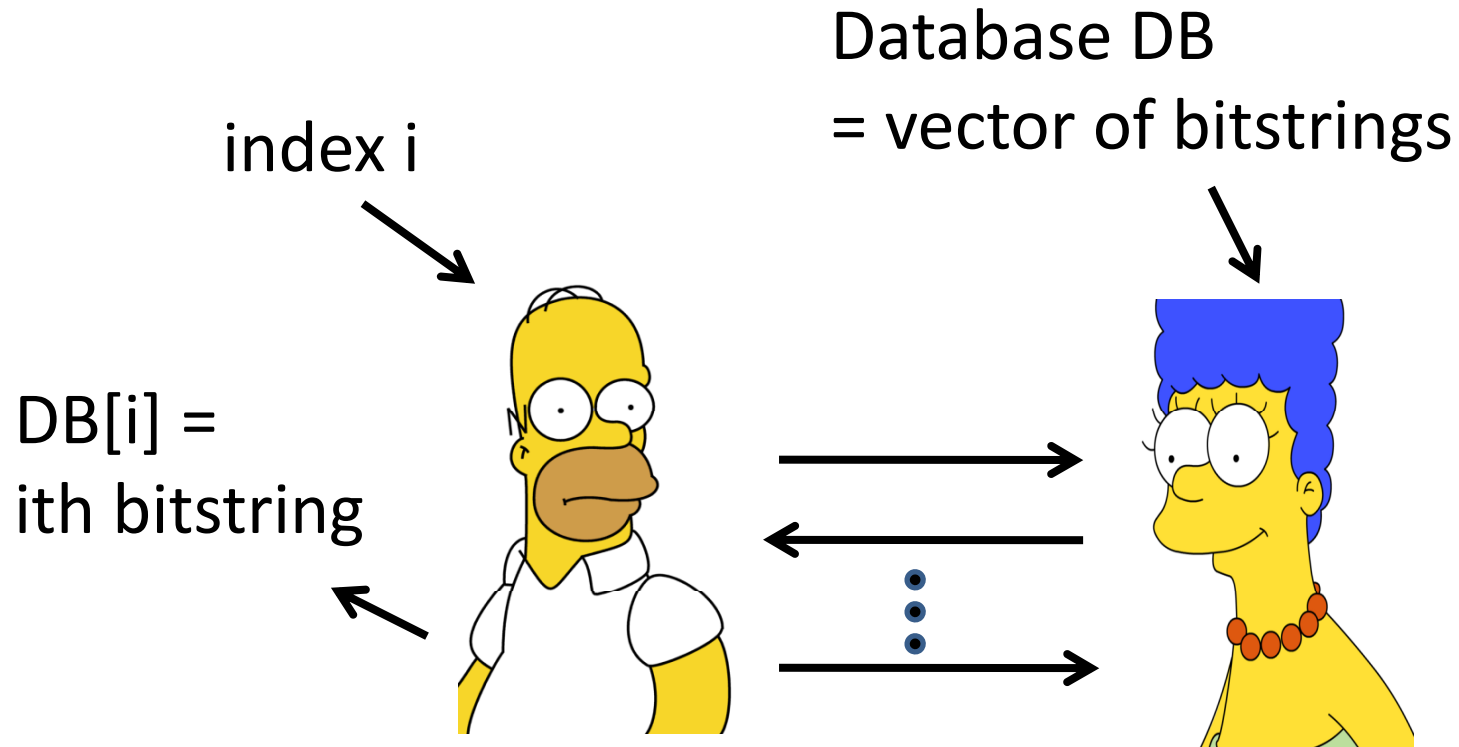 Database DB
= vector of bitstrings
index i
DB[i] =
ith bitstring